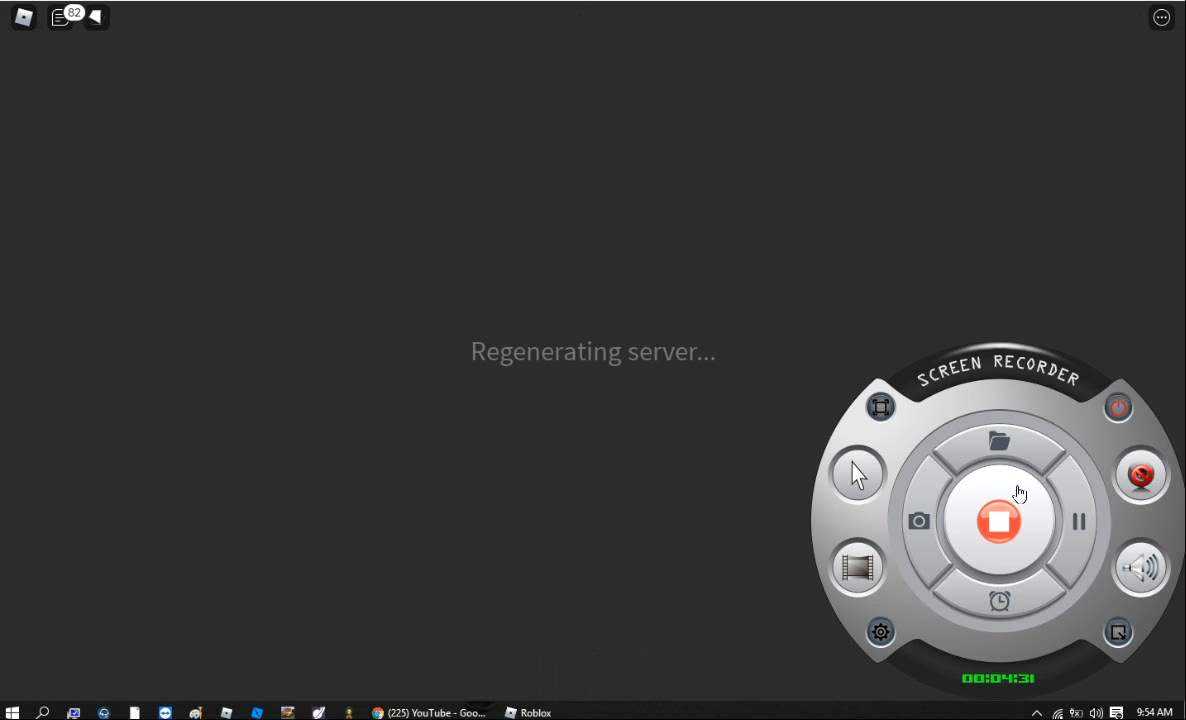 82
Regenerating server...
SCREEN RECORDER
00:04:31
(225) YouTube - Goo...
Roblox
9:54 AM